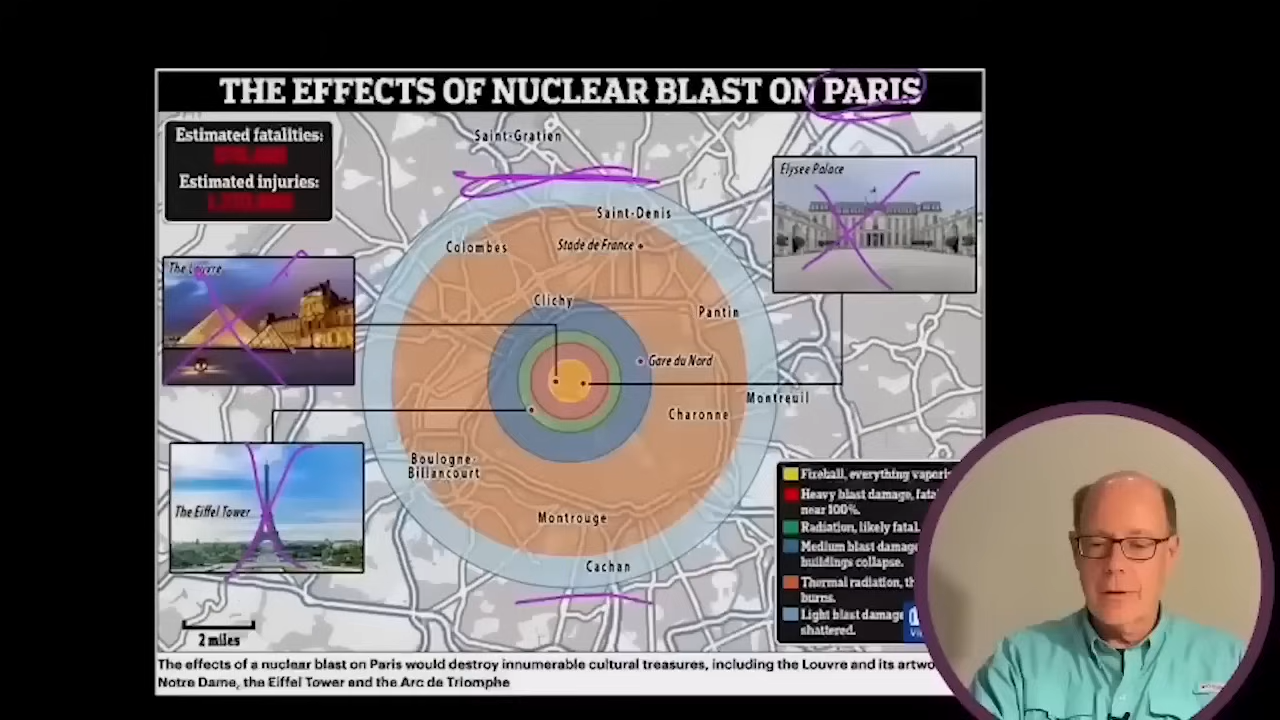 THE EFFECTS OF NUCLEAR BLAST ON PARIS
Estimated fatalities:
Estimated injuries:
Saint-Gratien
Elysee Palace
Saint-Denis
Stade de France
Colombes
The Louvre
Clichy
Pantin
Gare du Nord
Montreuil
Charonne
Boulogne-
Billancourt
The Eiffel Tower
Montrouge
Cachan
2 miles
Fireball, everything
Heavy blast damage,
near 100%.
Radiation, likely fatal.
Medium blast damage
buildings collapse.
Thermal radiation,
burns.
Light blast damage
shattered.
The effects of a nuclear blast on Paris would destroy innumerable cultural treasures, including the Louvre and its
Notre Dame, the Eiffel Tower and the Arc de Triomphe